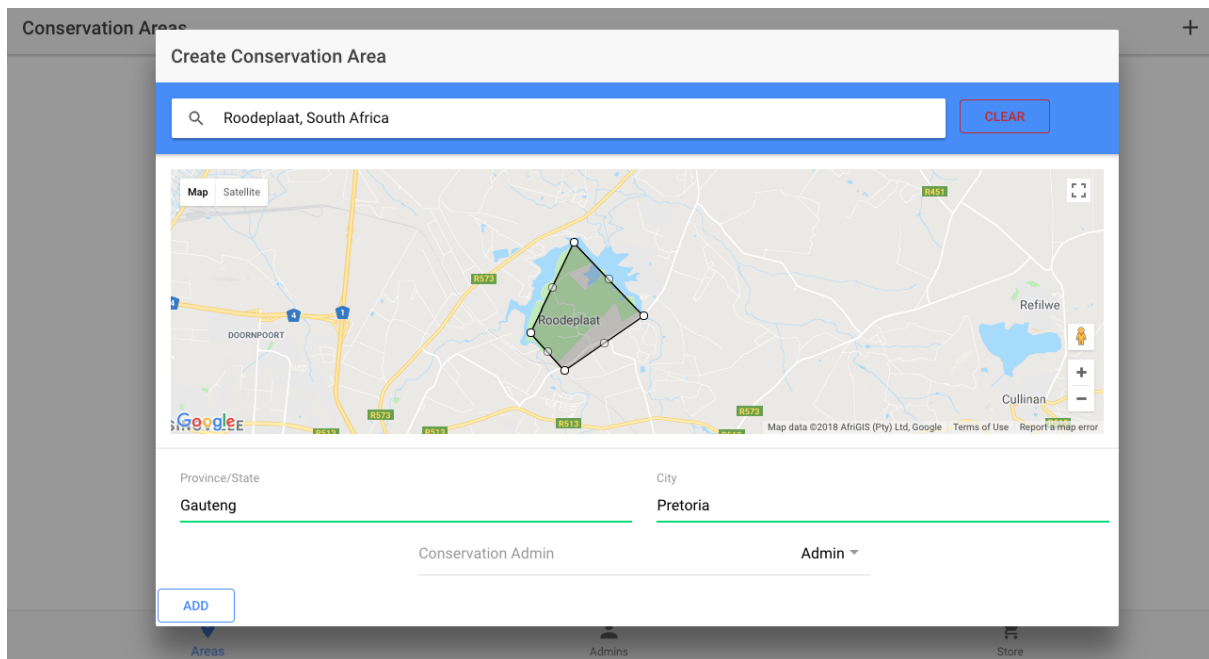 Conservation Areas
+
Create Conservation Area
Roodeplaat, South Africa
CLEAR
Map Satellite
R451
R573
Refilwe
4
4
1
Roodeplaat
DOORNPOORT
+
Cullinan
−
R573
R573
Google
R513
R513
R513
Map data ©2018 AfriGIS (Pty) Ltd, Google Terms of Use Report a map error
Province/State
City
Gauteng
Pretoria
Conservation Admin
Admin
ADD
Areas
Admins
Store